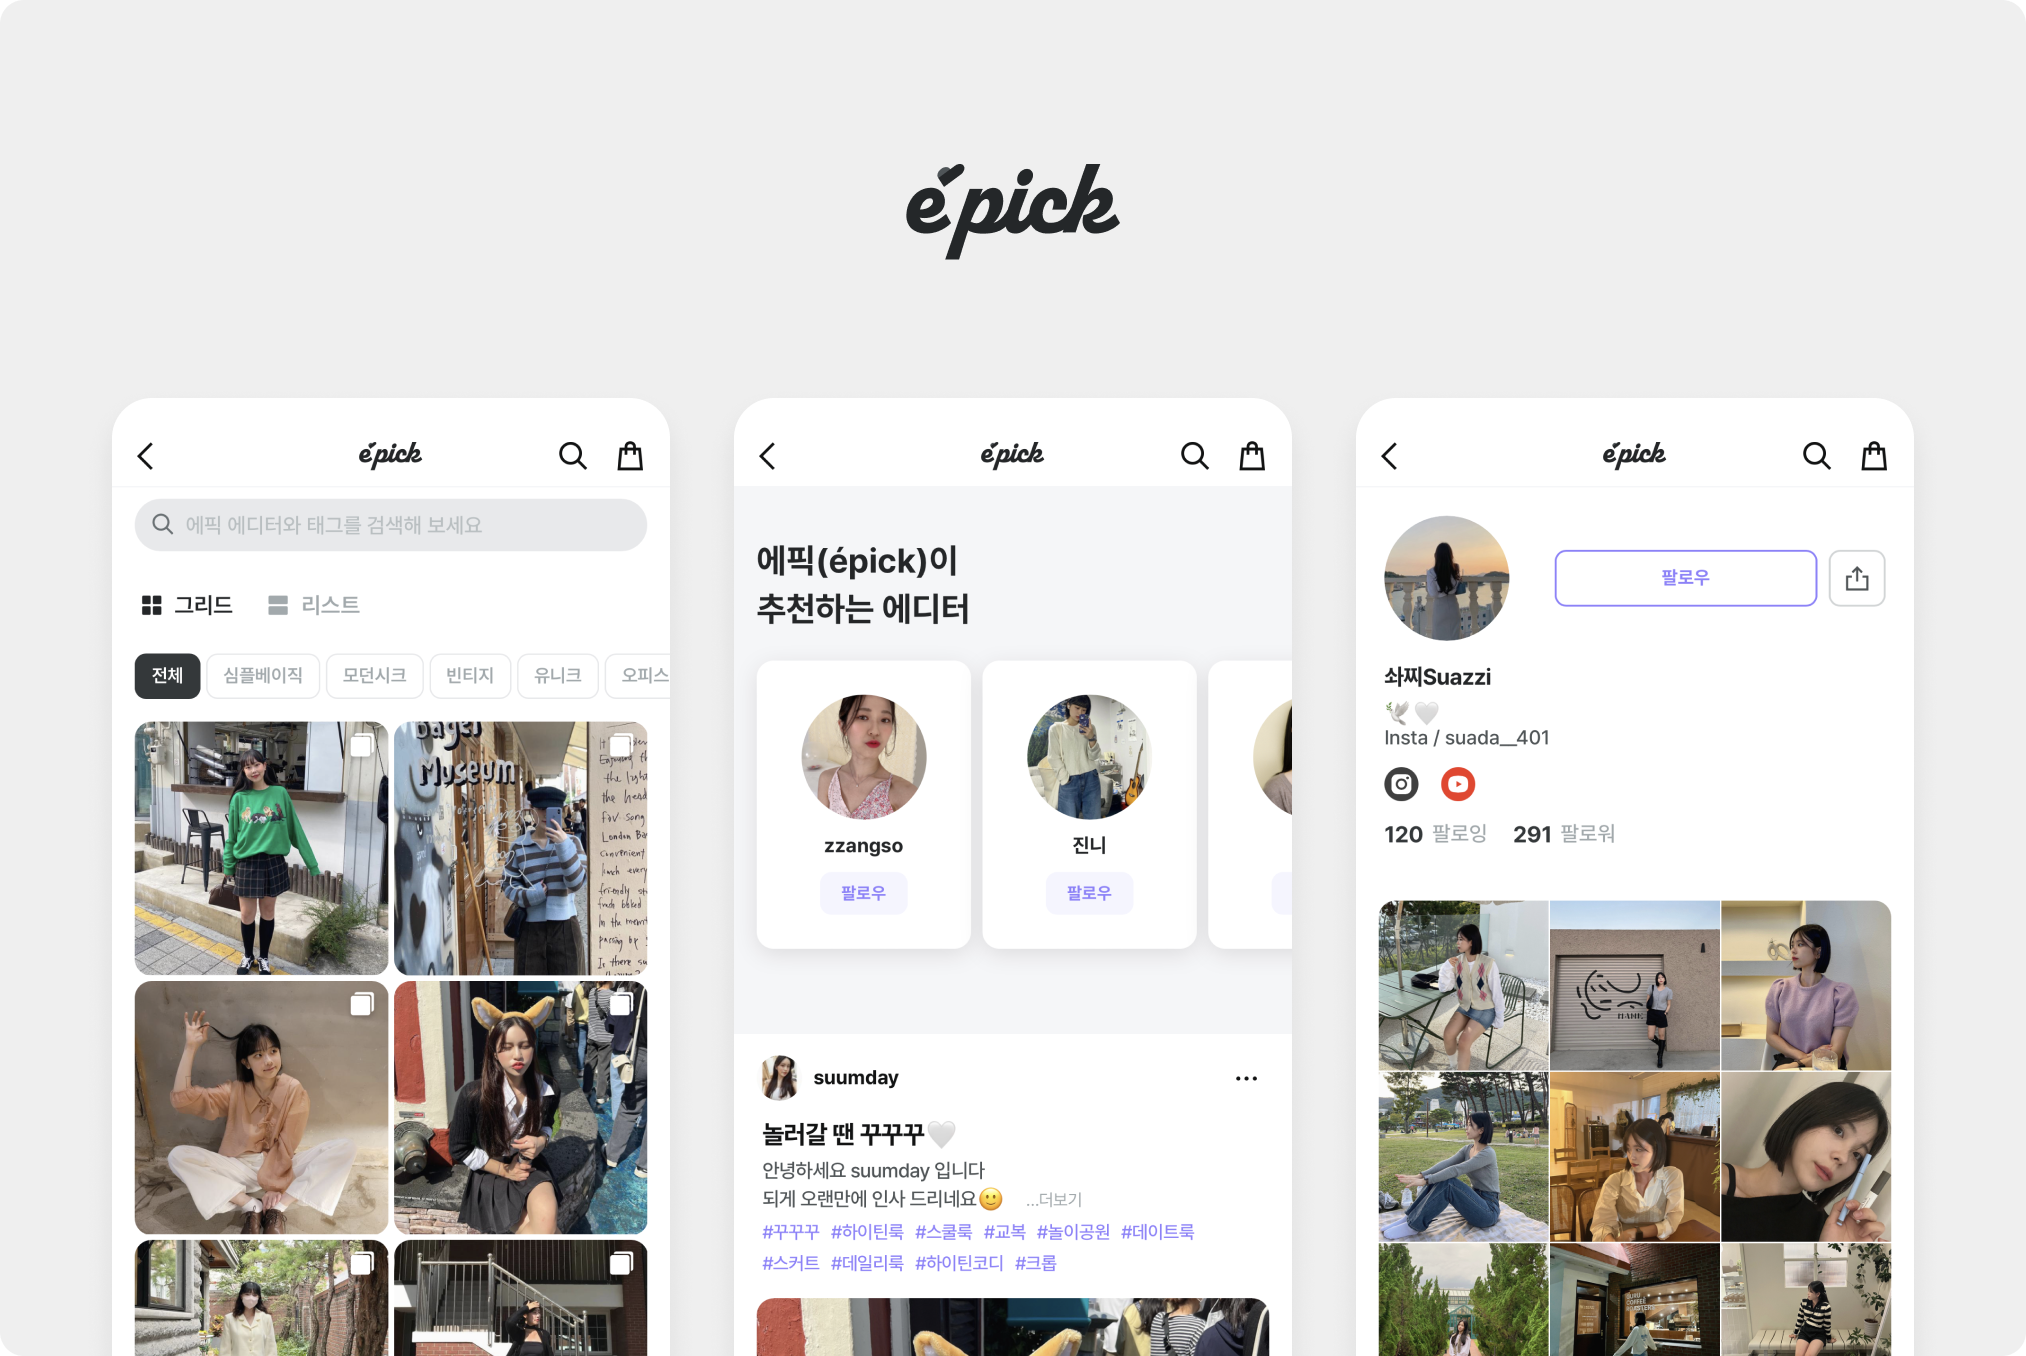 épick
épick
에픽 에디터와 태그를 검색해 보세요
그리드 리스트
전체 심플베이직 모던시크 빈티지 유니크 오피스
Bagel
Museum
épick
에픽(épick)이
추천하는 에디터
zzangso
팔로우
진니
팔로우
suumday
놀러갈 땐 꾸꾸꾸🤍
안녕하세요 suumday 입니다
되게 오랜만에 인사 드리네요🙂 ...더보기
#꾸꾸꾸 #하이틴룩 #스쿨룩 #교복 #놀이공원 #데이트룩
#스커트 #데일리룩 #하이틴코디 #크롭
épick
팔로우
솨찌Suazzi
🕊️🤍
Insta / suada__401
120 팔로잉 291 팔로워